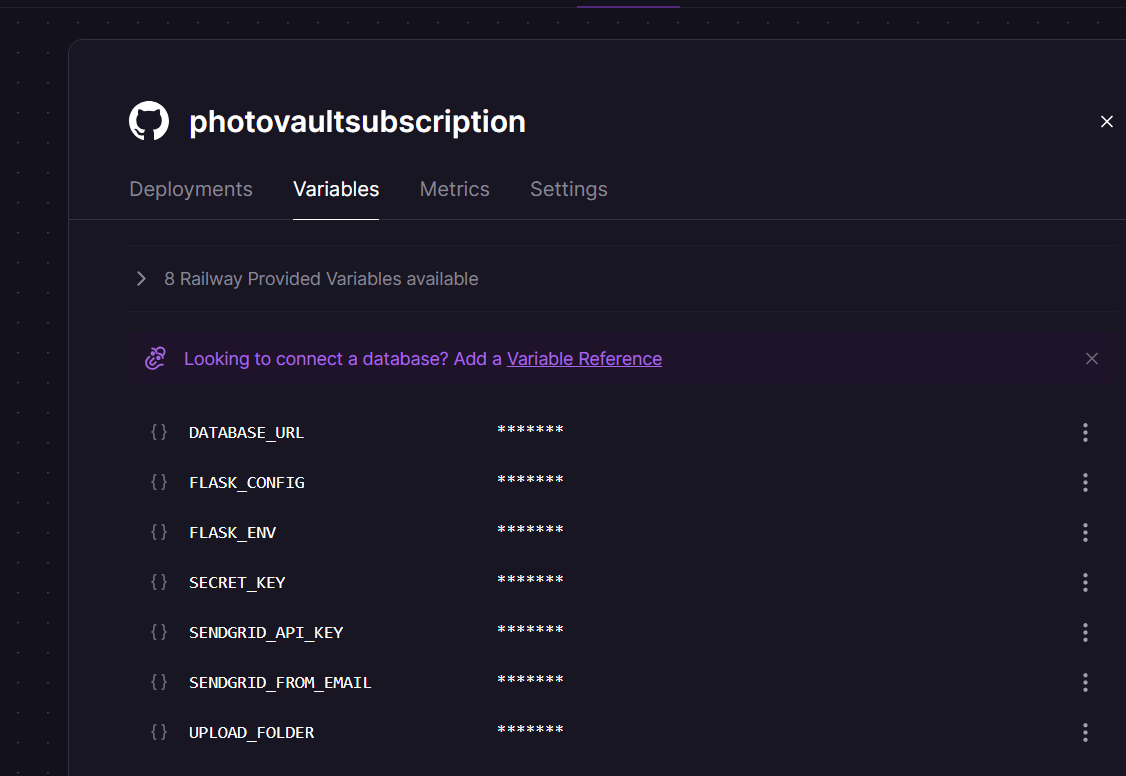 photovaultsubscription
Deployments Variables Metrics Settings
8 Railway Provided Variables available
Looking to connect a database? Add a Variable Reference
{} DATABASE_URL *******
{} FLASK_CONFIG *******
{} FLASK_ENV *******
{} SECRET_KEY *******
{} SENDGRID_API_KEY *******
{} SENDGRID_FROM_EMAIL *******
{} UPLOAD_FOLDER *******